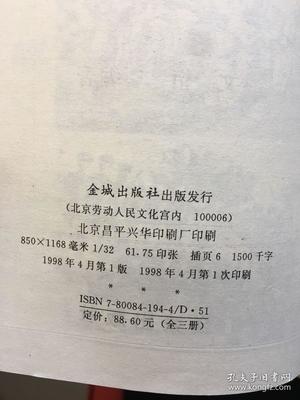 金城出版社出版发行
(北京劳动人民文化宫内 100006)
北京昌平兴华印刷厂印刷
850×1168毫米 1/32 61.75印张 插页6 1500千字
1998年4月第1版 1998年4月第1次印刷
* * *
ISBN 7-80084-194-4/D·51
定价：88.60元(全三册)
孔夫子旧书网